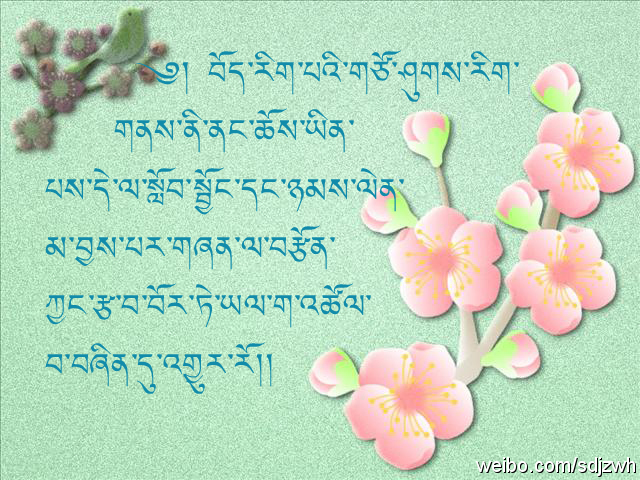 ༄། བོད་རིག་པའི་གཙོ་ཤུགས་རིག་
གནས་ནི་ནང་ཆོས་ཡིན་
པས་དེ་ལ་སློབ་སྦྱོང་དང་ཉམས་ལེན་
མ་བྱས་པར་གཞན་ལ་བརྩོན་
ཀྱང་རྩ་བ་བོར་ཏེ་ཡལ་ག་འཚོལ་
བ་བཞིན་དུ་འགྱུར་རོ།།
weibo.com/sdjzwh